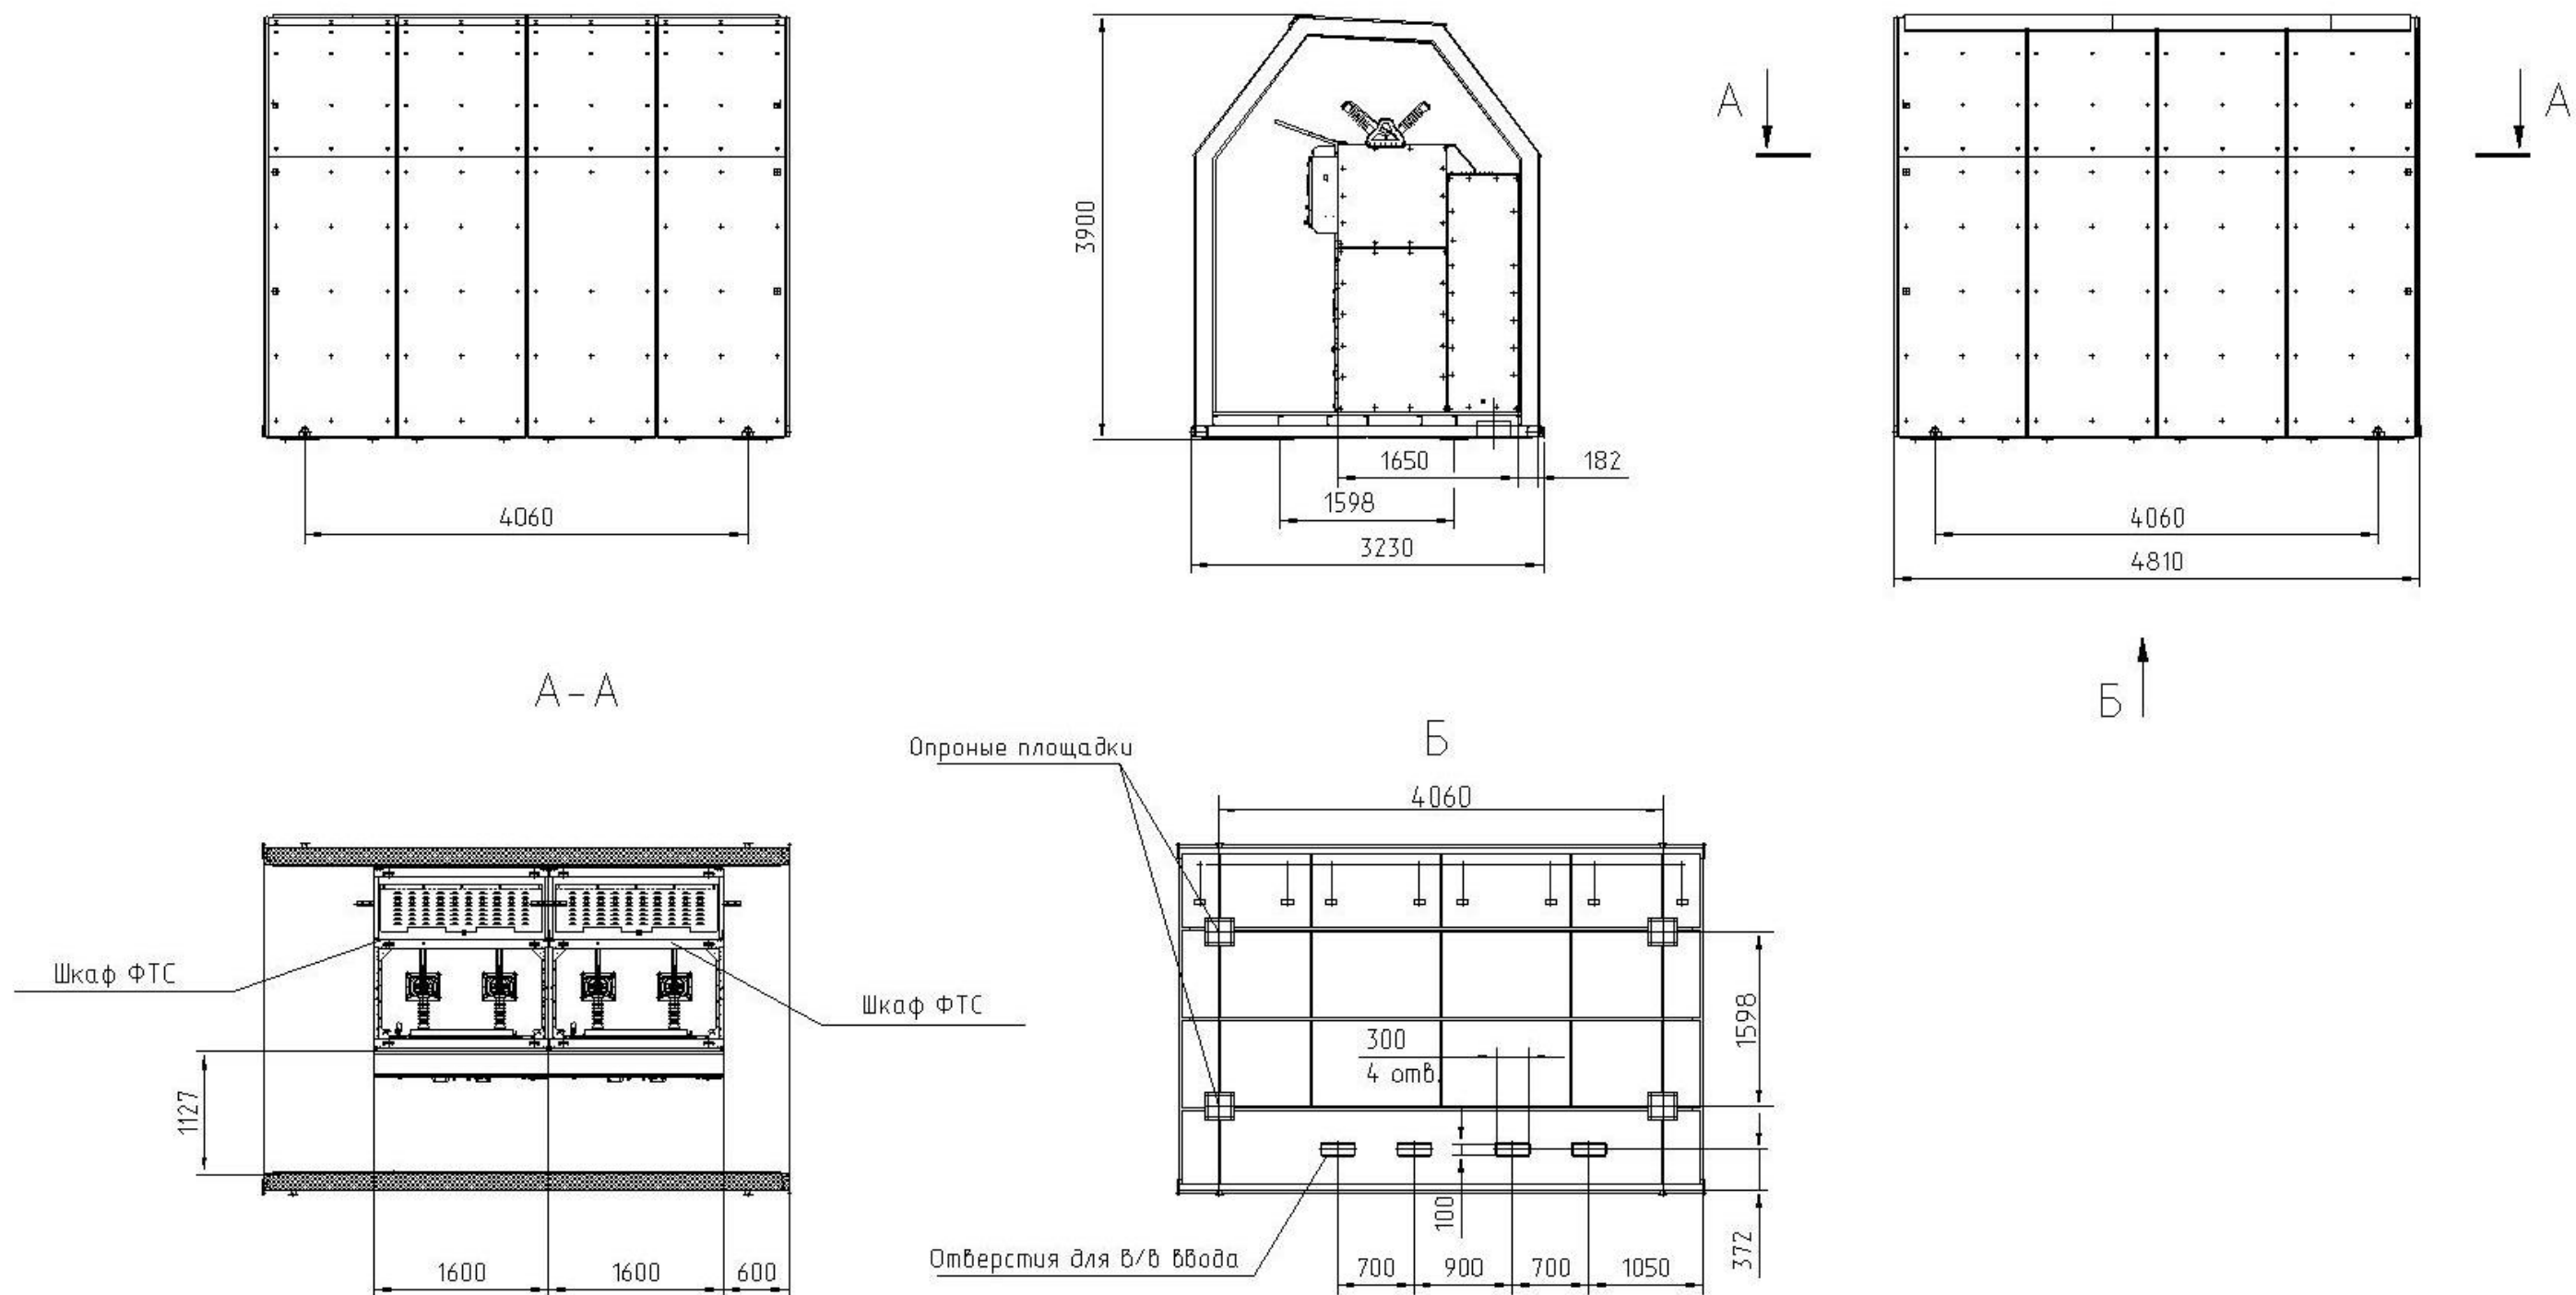 А
А
3900
1650
182
1598
3230
4060
4060
4810
А-А
Б
Б
Опроные площадки
4060
Шкаф ФТС
Шкаф ФТС
1127
1600
1600
600
300
4 отв.
1598
100
372
Отверстия для в/в ввода
700
900
700
1050